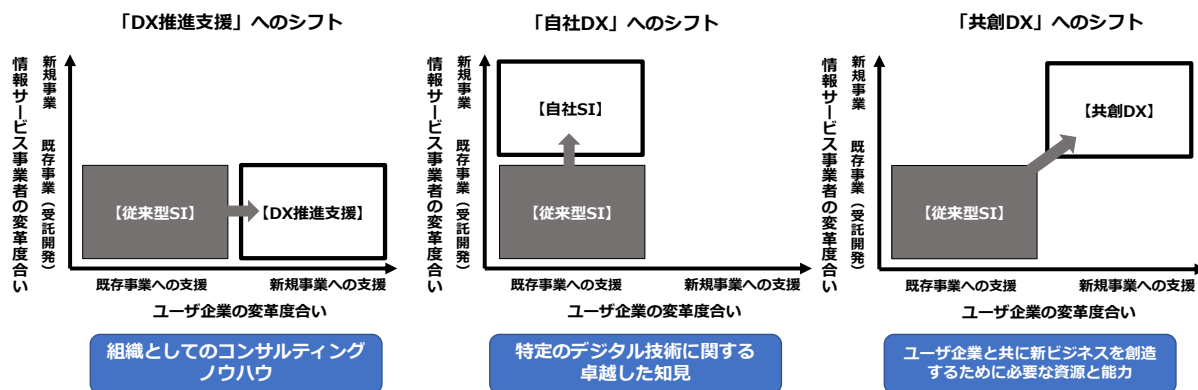 「DX推進支援」へのシフト
情報サービス事業者の変革度合い
新規事業
既存事業（受託開発）
【従来型SI】
【DX推進支援】
既存事業への支援
新規事業への支援
ユーザ企業の変革度合い
組織としてのコンサルティング
ノウハウ
「自社DX」へのシフト
情報サービス事業者の変革度合い
新規事業
既存事業（受託開発）
【自社SI】
【従来型SI】
既存事業への支援
新規事業への支援
ユーザ企業の変革度合い
特定のデジタル技術に関する
卓越した知見
「共創DX」へのシフト
情報サービス事業者の変革度合い
新規事業
既存事業（受託開発）
【共創DX】
【従来型SI】
既存事業への支援
新規事業への支援
ユーザ企業の変革度合い
ユーザ企業と共に新ビジネスを創造
するために必要な資源と能力